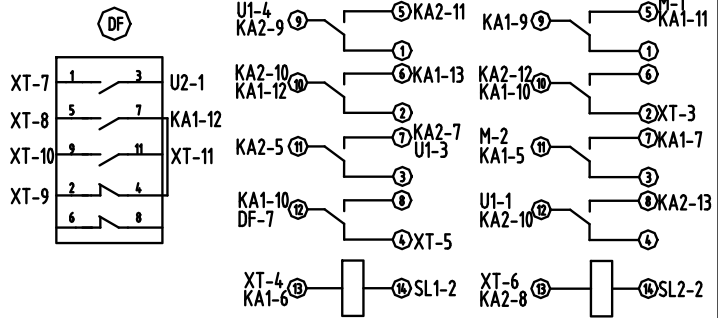 DF
XT-7 1 3 U2-1
XT-8 5 7 KA1-12
XT-10 9 11 XT-11
XT-9 2 4
6 8
U1-4
KA2-9 9 5 KA2-11
1
KA2-10
KA1-12 10 6 KA1-13
2
KA2-5 11 7 KA2-7
U1-3
3
KA1-10
DF-7 12 8
4 XT-5
XT-4
KA1-6 13 14 SL1-2
M-1
KA1-9 9 5 KA1-11
1
KA2-12
KA1-10 10 6
2 XT-3
M-2
KA1-5 11 7 KA1-7
3
U1-1
KA2-10 12 8 KA2-13
4
XT-6
KA2-8 13 14 SL2-2